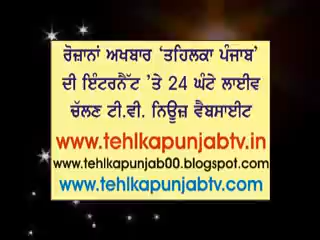 ਰੋਜ਼ਾਨਾਂ ਅਖਬਾਰ ‘ਤਹਿਲਕਾ ਪੰਜਾਬ’
ਦੀ ਇੰਟਰਨੈੱਟ ’ਤੇ 24 ਘੰਟੇ ਲਾਈਵ
ਚੱਲਣ ਟੀ.ਵੀ. ਨਿਊਜ਼ ਵੈਬਸਾਈਟ
www.tehlkapunjabtv.in
www.tehlkapunjab00.blogspot.com
www.tehlkapunjabtv.com